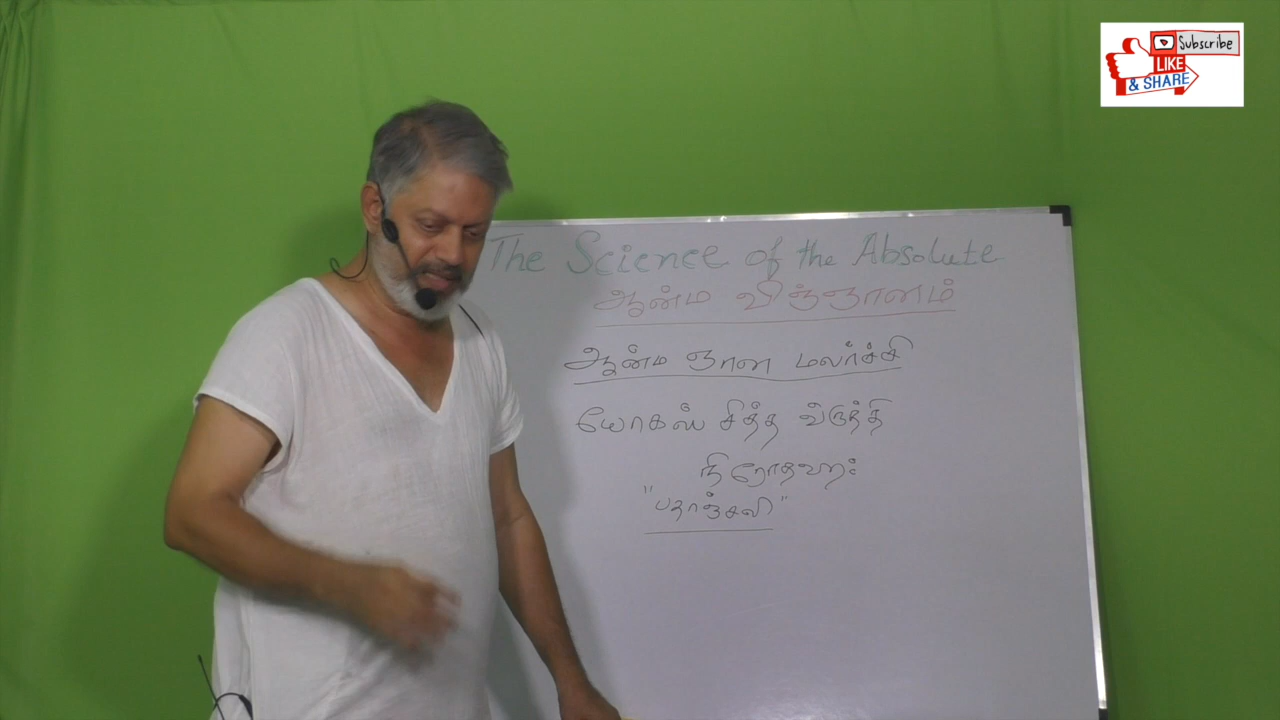 Subscribe
LIKE
& SHARE
The Science of the Absolute
ஆன்ம விஞ்ஞானம்
ஆன்ம ஞான மலர்ச்சி
யோகஸ் சித்த வ்ருத்தி
நிரோதஹ:
"பதாஞ்சலி"